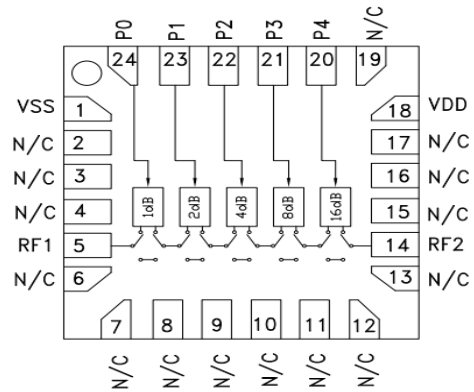 P0 P1 P2 P3 P4 N/C
24 23 22 21 20 19
VSS 1 18 VDD
N/C 2 17 N/C
N/C 3 16 N/C
N/C 4 15 N/C
1dB 2dB 4dB 8dB 16dB
RF1 5 14 RF2
N/C 6 13 N/C
7 8 9 10 11 12
N/C N/C N/C N/C N/C N/C